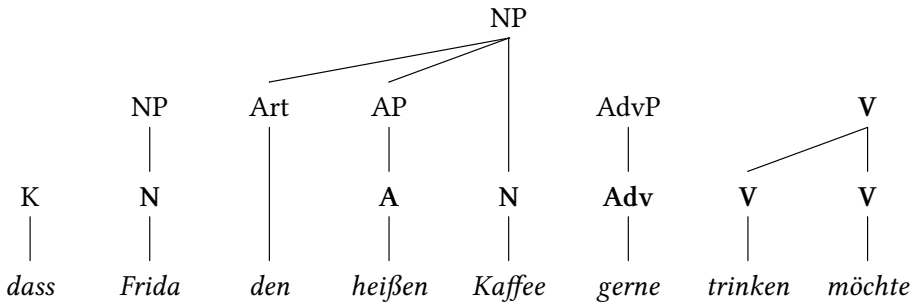 NP
NP Art AP AdvP V
K N A N Adv V V
dass Frida den heißen Kaffee gerne trinken möchte